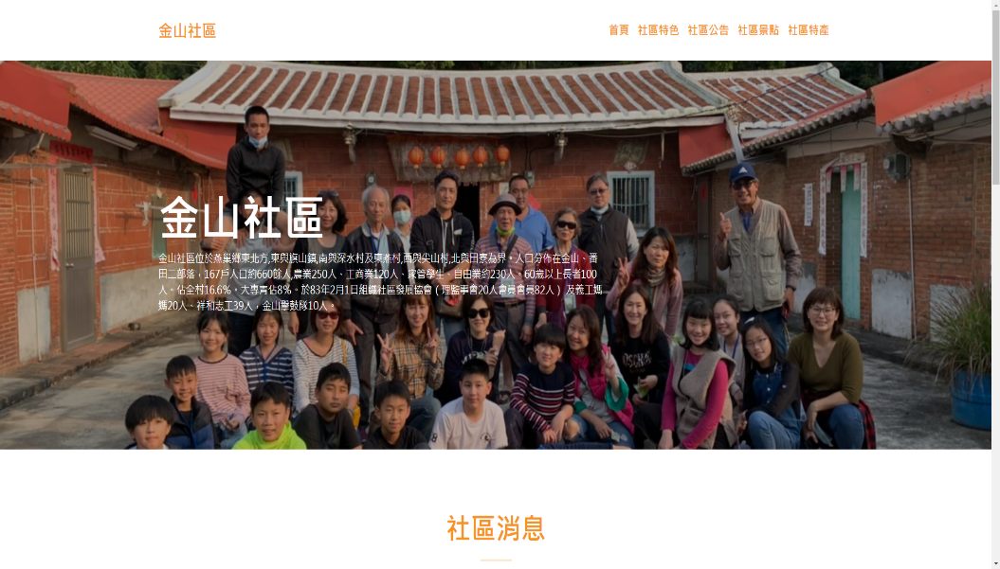 金山社區
首頁 社區特色 社區公告 社區景點 社區特產
金山社區
金山社區位於燕巢鄉東北方,東與旗山鎮,南與深水村及東燕村,西與尖山村,北與田寮為界。人口分佈在金山、番
田二部落，167戶人口約660餘人,農業250人、工商業120人、家管學生、自由業約230人。60歲以上長者100
人。佔全村16.6%。大專青佔8%。於83年2月1日組織社區發展協會（理監事會20人會員會員82人） 及義工媽
媽20人、祥和志工39人，金山擊鼓隊10人。
社區消息